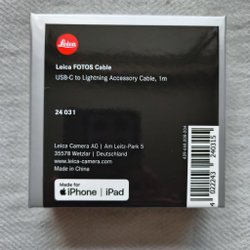 Leica
Leica FOTOS Cable
USB-C to Lightning Accessory Cable, 1m
24 031
Leica Camera AG | Am Leitz-Park 5
35578 Wetzlar | Deutschland
www.leica-camera.com
Made in China
Made for
iPhone | iPad
4 022243 240315